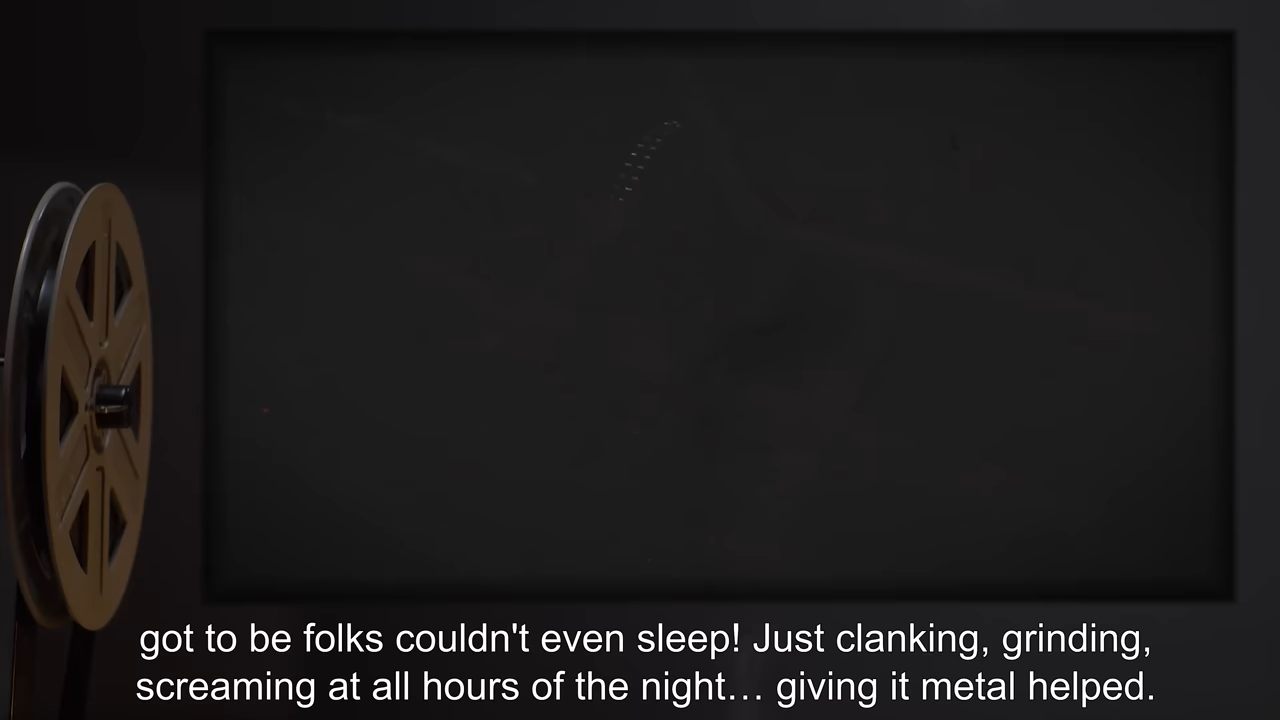 got to be folks couldn't even sleep! Just clanking, grinding,
screaming at all hours of the night… giving it metal helped.